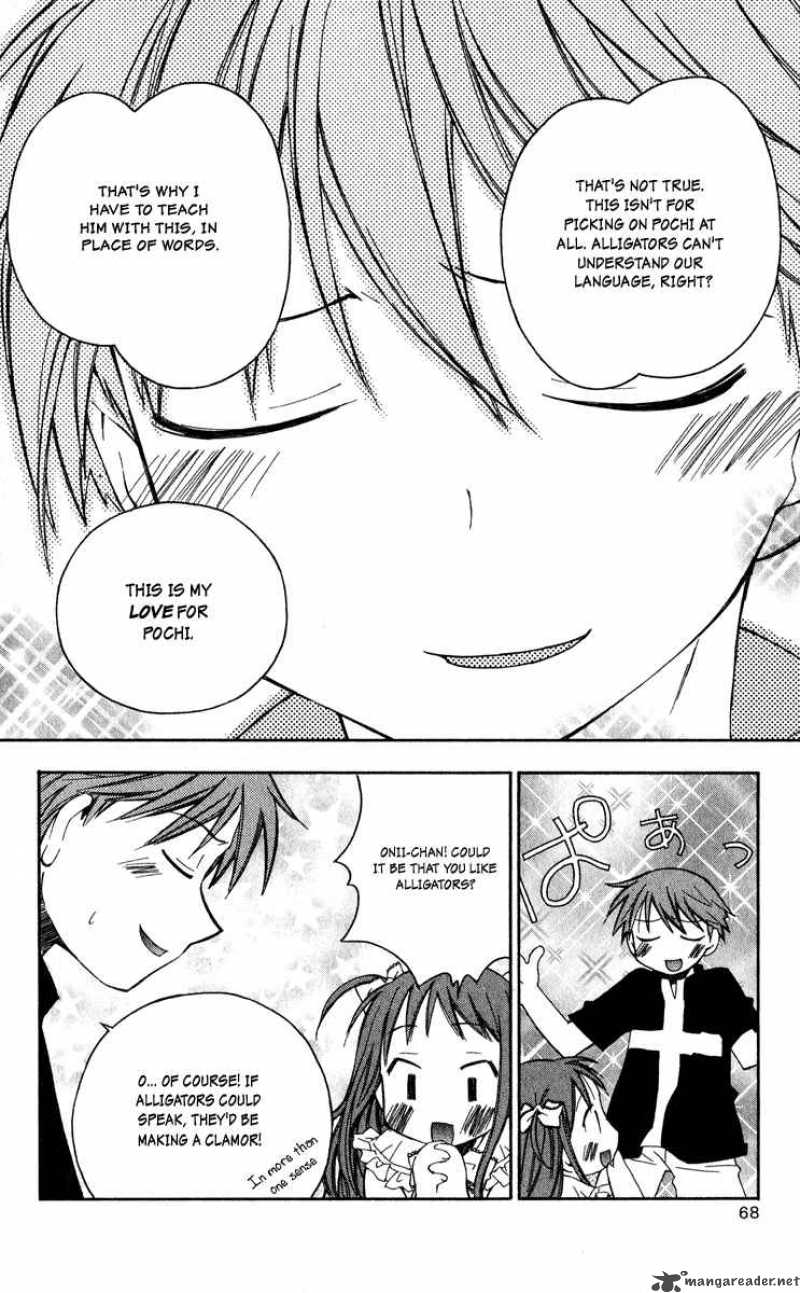 THAT'S NOT TRUE.
THIS ISN'T FOR
PICKING ON POCHI AT
ALL. ALLIGATORS CAN'T
UNDERSTAND OUR
LANGUAGE, RIGHT?
THAT'S WHY I
HAVE TO TEACH
HIM WITH THIS, IN
PLACE OF WORDS.
THIS IS MY
LOVE FOR
POCHI.
ぱぁっ
ONII-CHAN! COULD
IT BE THAT YOU LIKE
ALLIGATORS?
O... OF COURSE! IF
ALLIGATORS COULD
SPEAK, THEY'D BE
MAKING A CLAMOR!
In more than
one sense
68
mangareader.net